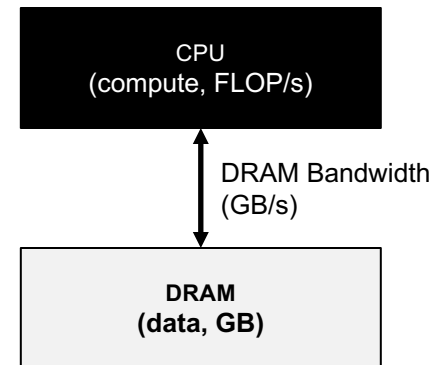 CPU
(compute, FLOP/s)
DRAM Bandwidth
(GB/s)
DRAM
(data, GB)